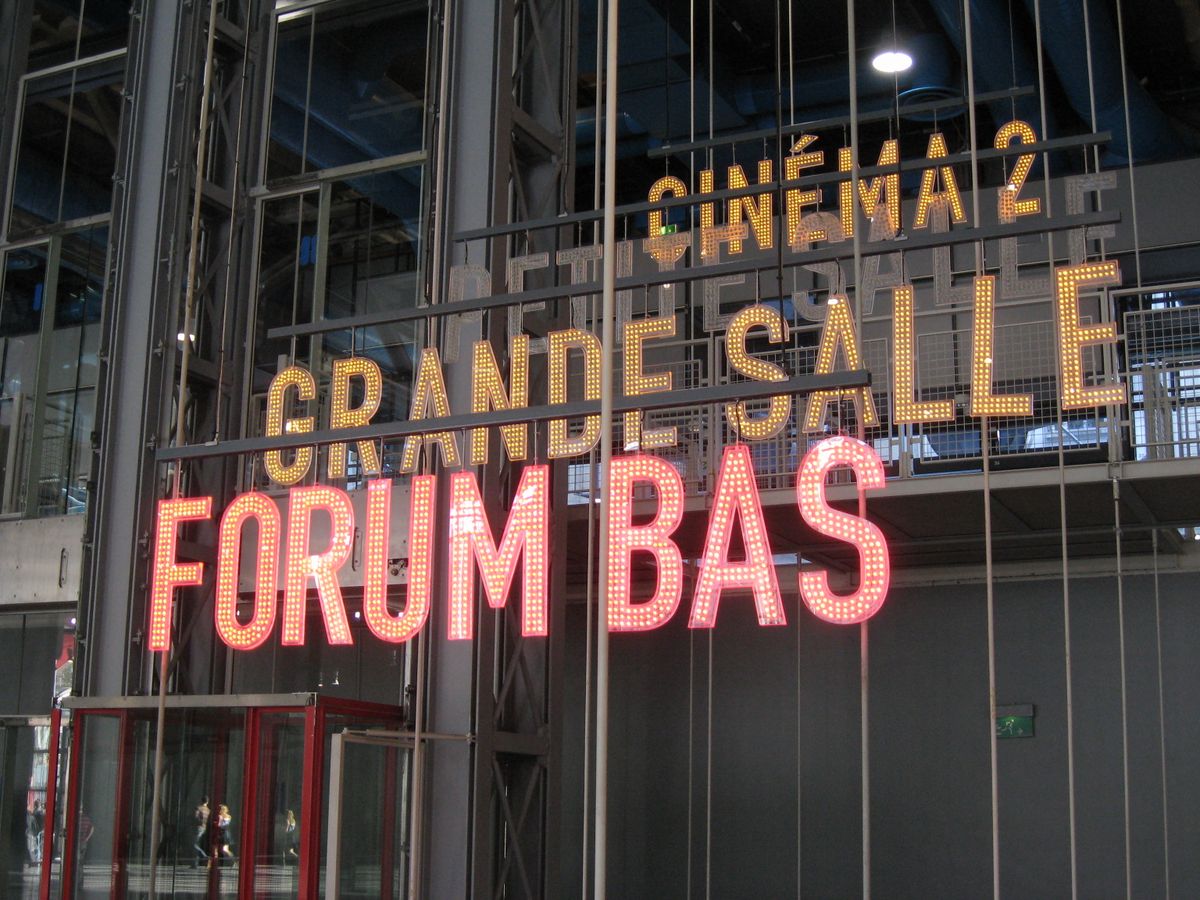 CINÉMA 2
PETITE SALLE
GRANDE SALLE
FORUM BAS